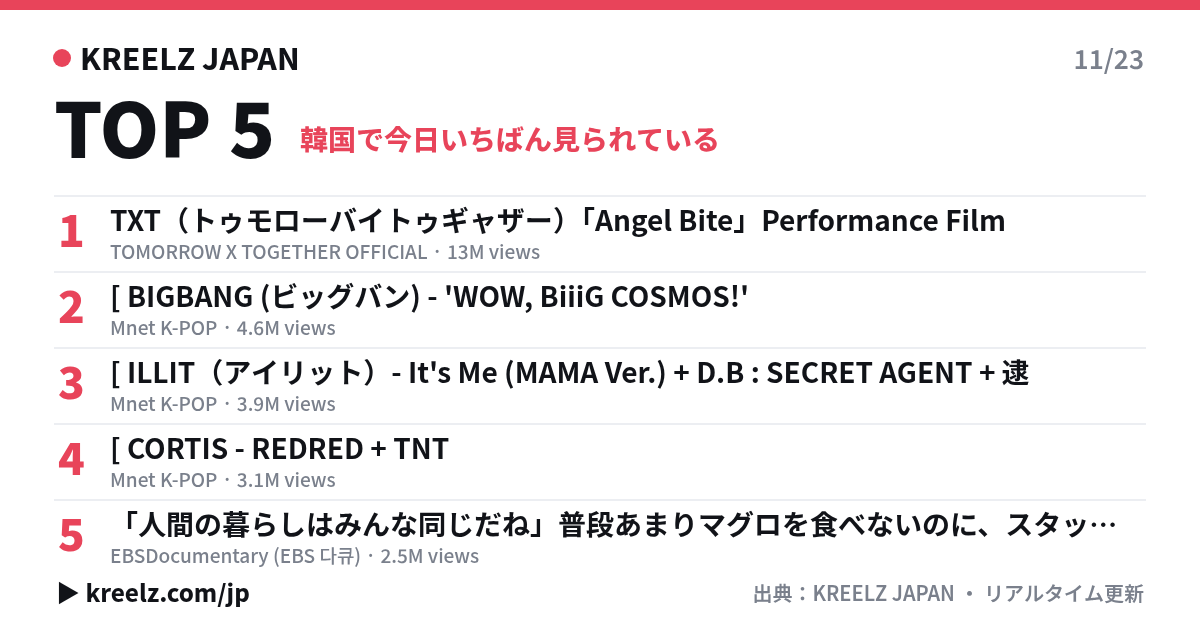 KREELZ JAPAN
11/23
TOP 5 韓国で今日いちばん見られている
1 TXT（トゥモローバイトゥギャザー）「Angel Bite」Performance Film
TOMORROW X TOGETHER OFFICIAL · 13M views
2 [ BIGBANG (ビッグバン) - 'WOW, BiiiG COSMOS!'
Mnet K-POP · 4.6M views
3 [ ILLIT（アイリット）- It's Me (MAMA Ver.) + D.B : SECRET AGENT + 逮
Mnet K-POP · 3.9M views
4 [ CORTIS - REDRED + TNT
Mnet K-POP · 3.1M views
5 「人間の暮らしはみんな同じだね」普段あまりマグロを食べないのに、スタッ…
EBSDocumentary (EBS 다큐) · 2.5M views
▶ kreelz.com/jp
出典：KREELZ JAPAN ・ リアルタイム更新